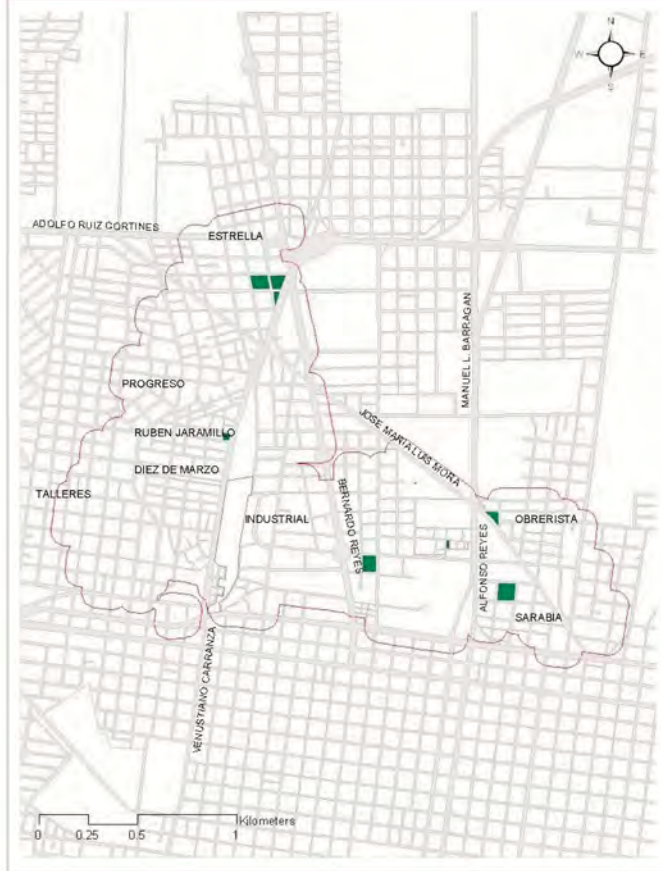 N
W E
S
ADOLFO RUIZ CORTINES
ESTRELLA
MANUEL L. BARRAGAN
PROGRESO
JOSE MARIA LUIS MORA
RUBEN JARAMILLO
DIEZ DE MARZO
TALLERES
INDUSTRIAL
BERNARDO REYES
OBRERISTA
ALFONSO REYES
SARABIA
VENUSTIANO CARRANZA
Kilometers
0 0.25 0.5 1